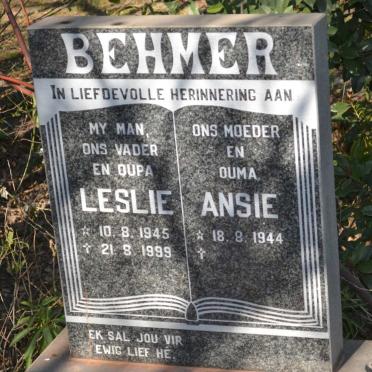 BEHMER
IN LIEFDEVOLLE HERINNERING AAN
MY MAN,
ONS VADER
EN OUPA
LESLIE
☆ 10.8.1945
✝ 21.8.1999
ONS MOEDER
EN
OUMA
ANSIE
☆ 18.8.1944
✝
EK SAL JOU VIR
EWIG LIEF HÊ.